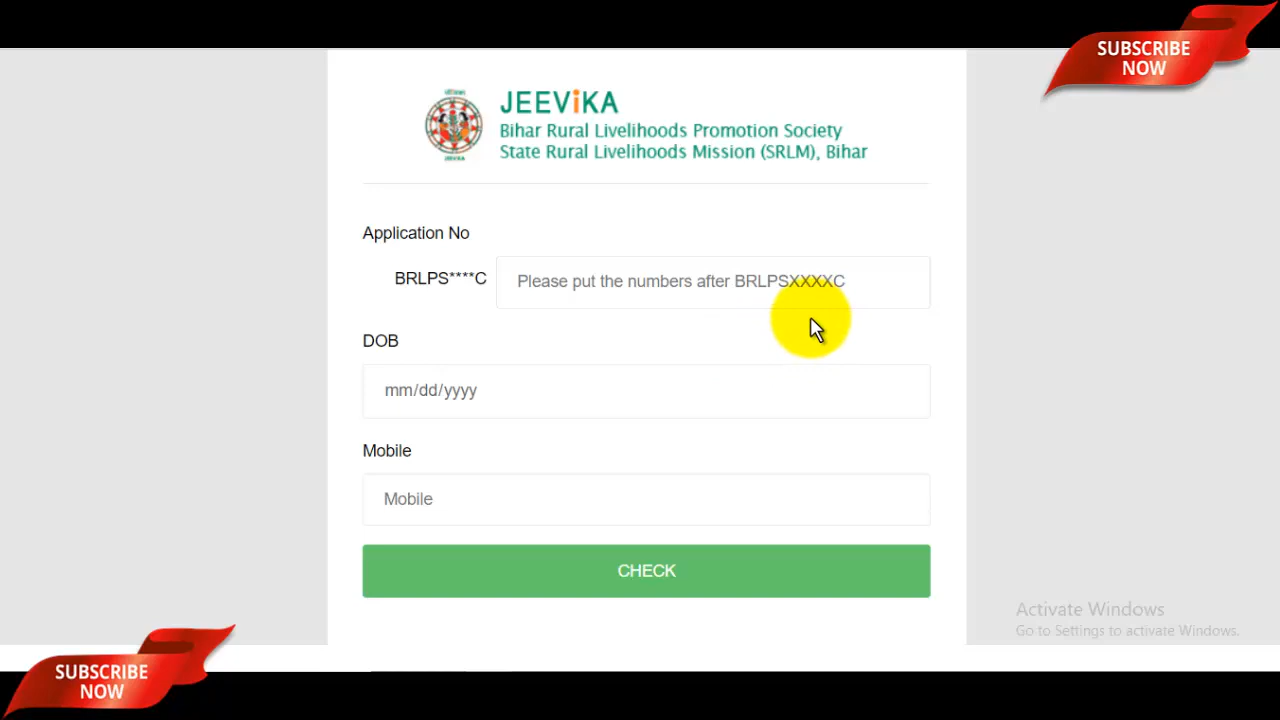 SUBSCRIBE
NOW
JEEViKA
Bihar Rural Livelihoods Promotion Society
State Rural Livelihoods Mission (SRLM), Bihar
JEEViKA
Application No
BRLPS****C
Please put the numbers after BRLPSXXXXC
DOB
mm/dd/yyyy
Mobile
Mobile
CHECK
Activate Windows
Go to Settings to activate Windows.
SUBSCRIBE
NOW